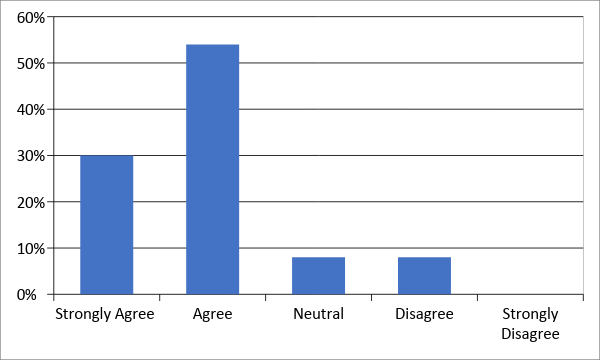 60%
50%
40%
30%
20%
10%
0%
Strongly Agree
Agree
Neutral
Disagree
Strongly
Disagree